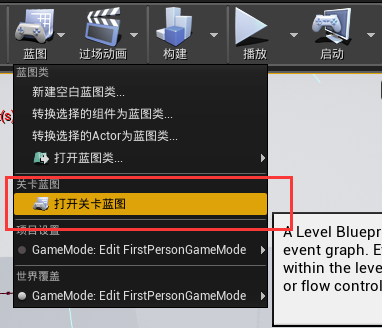 蓝图
过场动画
构建
播放
启动
蓝图类
新建空白蓝图类...
转换选择的组件为蓝图类...
转换选择的Actor为蓝图类...
打开蓝图类...
关卡蓝图
打开关卡蓝图
项目设置
GameMode: Edit FirstPersonGameMode
世界覆盖
GameMode: Edit FirstPersonGameMode
A Level Bluepr
event graph. E
within the leve
or flow control
t(s)